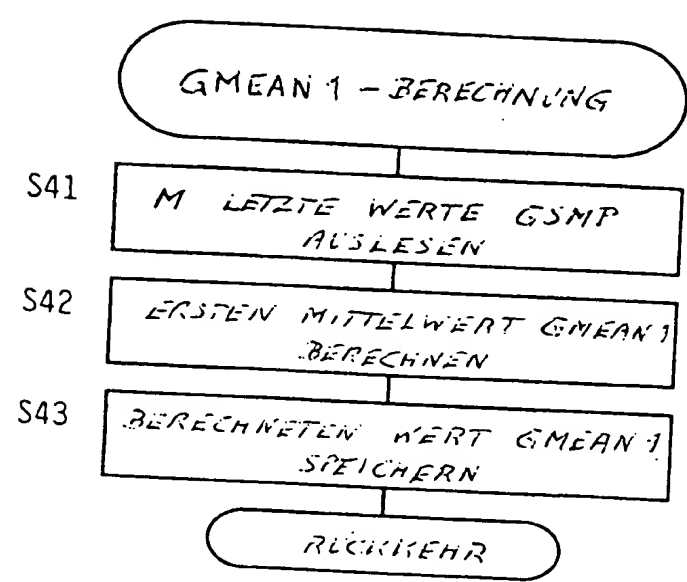 GMEAN 1 - BERECHNUNG
S41
M LETZTE WERTE GSMP
AUSLESEN
S42
ERSTEN MITTELWERT GMEAN 1
BERECHNEN
S43
BERECHNETEN WERT GMEAN 1
SPEICHERN
RÜCKKEHR